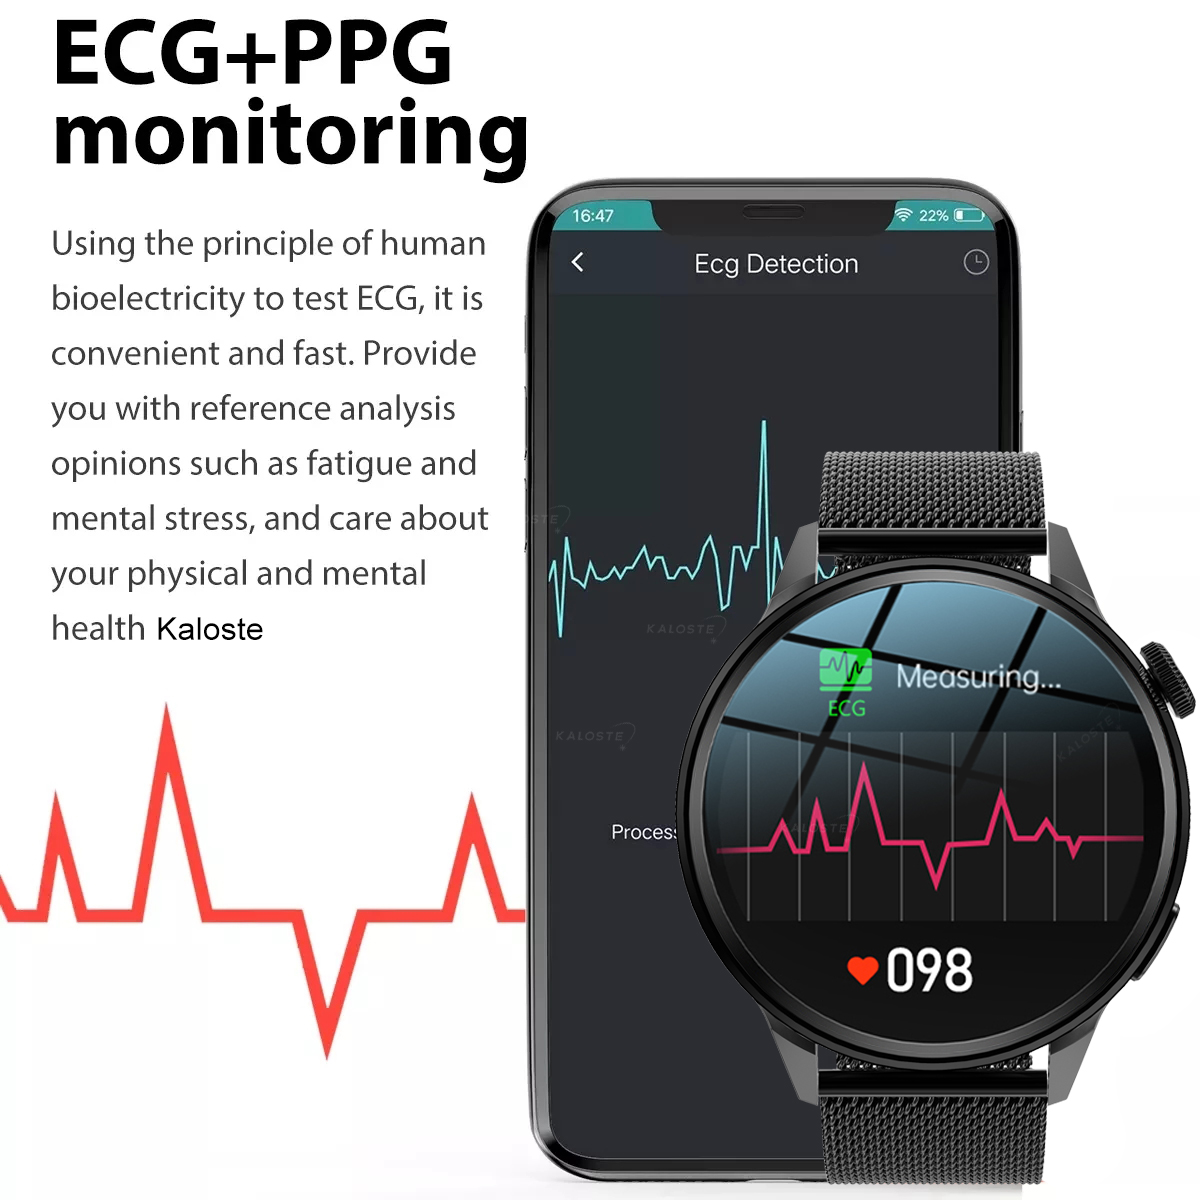 ECG+PPG
monitoring
Using the principle of human
bioelectricity to test ECG, it is
convenient and fast. Provide
you with reference analysis
opinions such as fatigue and
mental stress, and care about
your physical and mental
health Kaloste
16:47
22%
Ecg Detection
KALOSTE
KALOSTE
Process
Measuring...
ECG
KALOSTE
KALOSTE
098